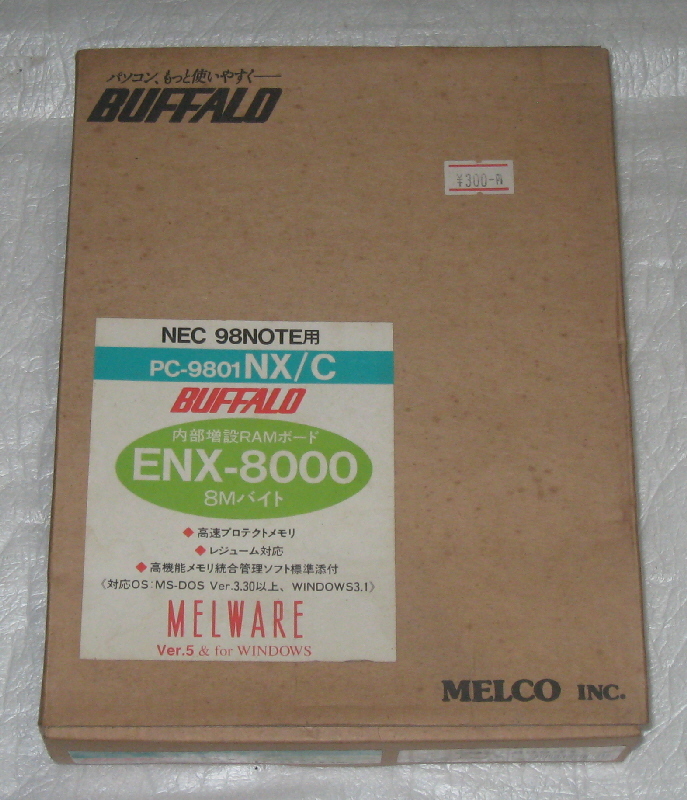 パソコン、もっと使いやすく──
BUFFALO
¥300-N
NEC 98NOTE用
PC-9801NX/C
BUFFALO
内部増設RAMボード
ENX-8000
8Mバイト
◆高速プロテクトメモリ
◆レジューム対応
◆高機能メモリ統合管理ソフト標準添付
《対応OS:MS-DOS Ver.3.30以上、WINDOWS3.1》
MELWARE
Ver.5 & for WINDOWS
MELCO INC.